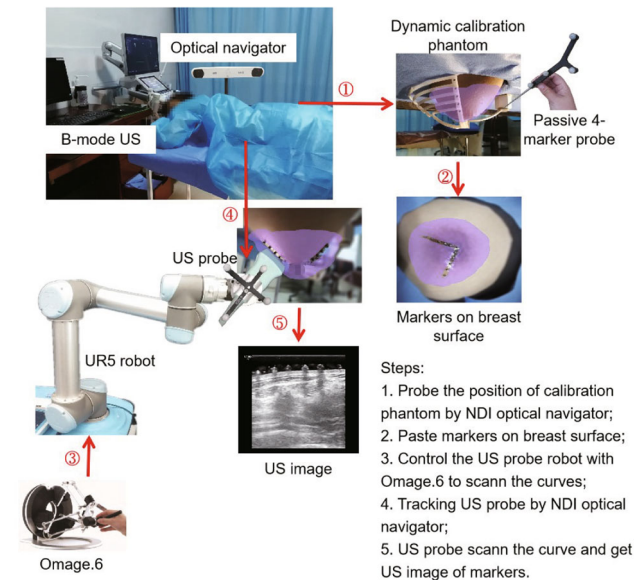 Dynamic calibration
phantom
Optical navigator
①
B-mode US
Passive 4-
marker probe
②
④
US probe
Markers on breast
surface
⑤
UR5 robot
US image
③
Omage.6
Steps:
1. Probe the position of calibration
phantom by NDI optical navigator;
2. Paste markers on breast surface;
3. Control the US probe robot with
Omage.6 to scann the curves;
4. Tracking US probe by NDI optical
navigator;
5. US probe scann the curve and get
US image of markers.